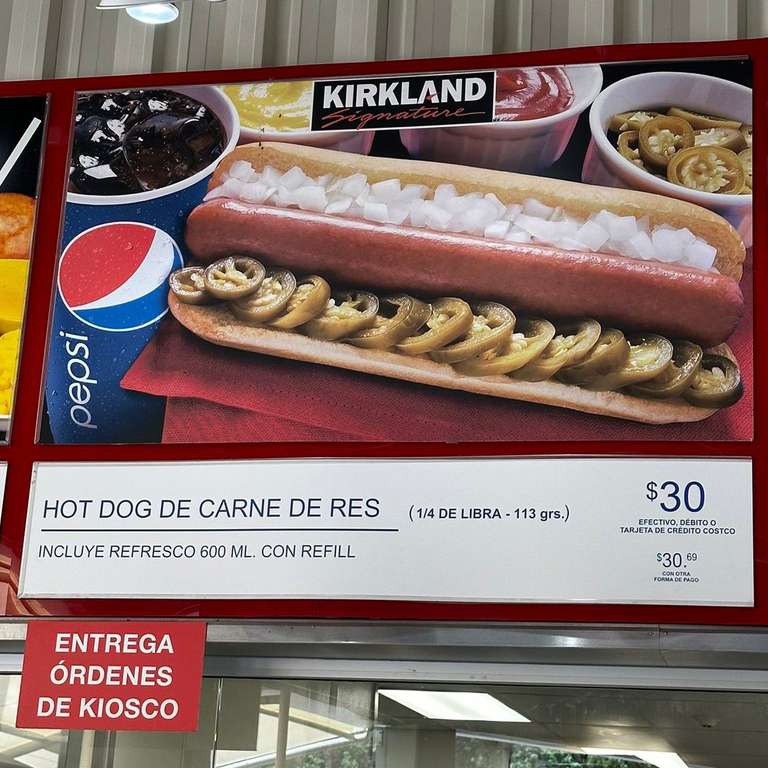 KIRKLAND
Signature
pepsi
HOT DOG DE CARNE DE RES (1/4 DE LIBRA - 113 grs.)
INCLUYE REFRESCO 600 ML. CON REFILL
$30
EFECTIVO, DÉBITO O
TARJETA DE CRÉDITO COSTCO
$30.69
CON OTRA
FORMA DE PAGO
ENTREGA
ÓRDENES
DE KIOSCO